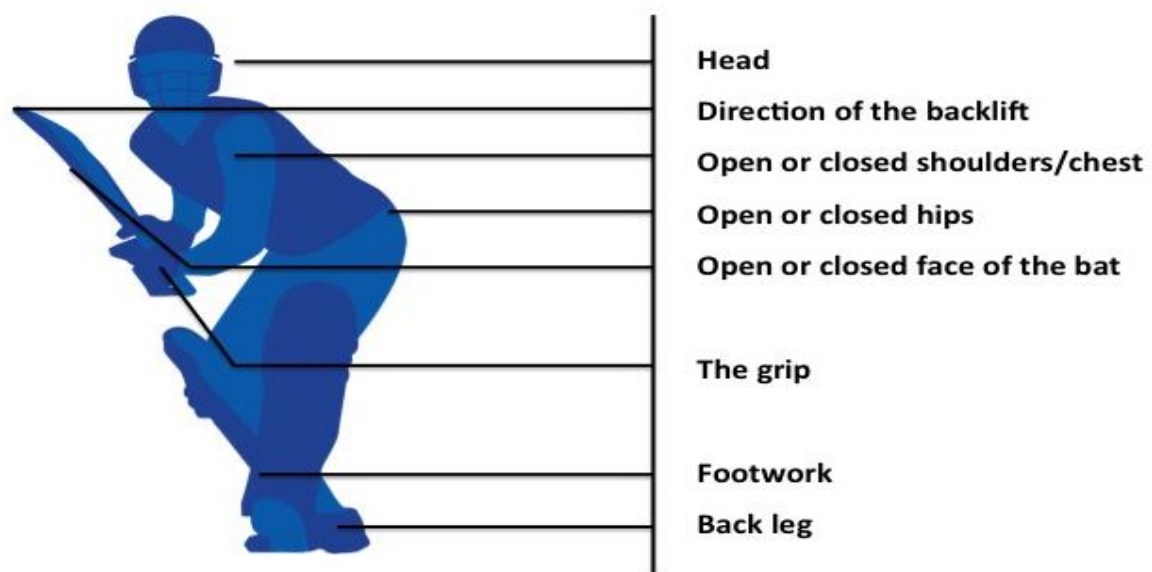 Head
Direction of the backlift
Open or closed shoulders/chest
Open or closed hips
Open or closed face of the bat
The grip
Footwork
Back leg